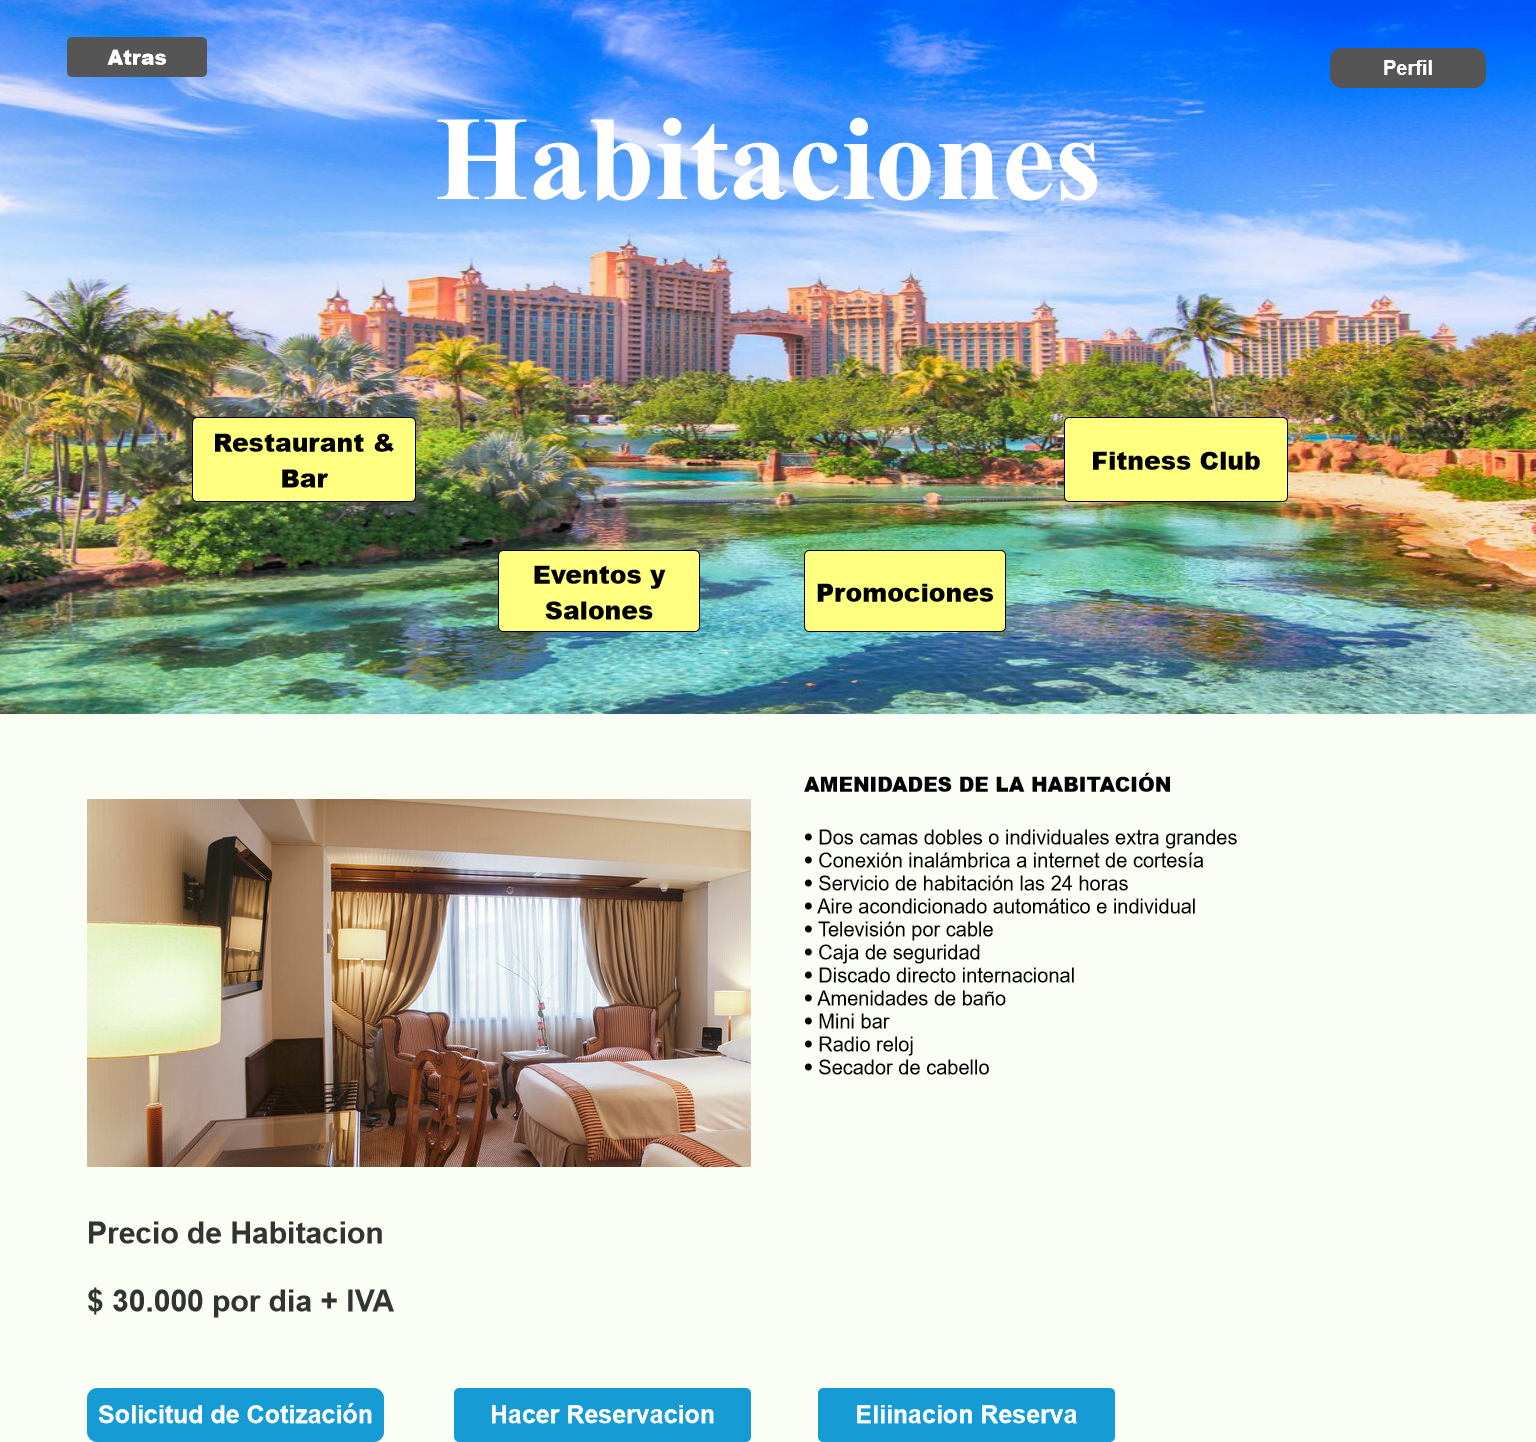 Atras
Perfil
Habitaciones
Restaurant &
Bar
Fitness Club
Eventos y
Salones
Promociones
AMENIDADES DE LA HABITACIÓN
• Dos camas dobles o individuales extra grandes
• Conexión inalámbrica a internet de cortesía
• Servicio de habitación las 24 horas
• Aire acondicionado automático e individual
• Televisión por cable
• Caja de seguridad
• Discado directo internacional
• Amenidades de baño
• Mini bar
• Radio reloj
• Secador de cabello
Precio de Habitacion
$ 30.000 por dia + IVA
Solicitud de Cotización
Hacer Reservacion
Eliinacion Reserva